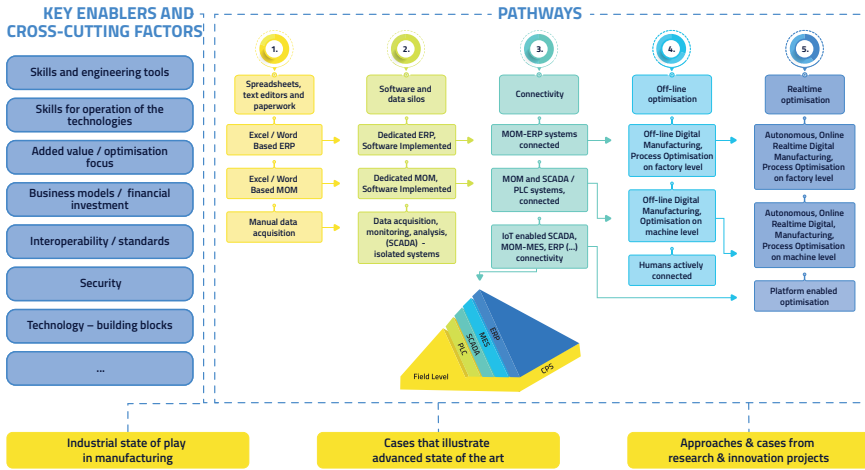 KEY ENABLERS AND
CROSS-CUTTING FACTORS
Skills and engineering tools
Skills for operation of the
technologies
Added value / optimisation
focus
Business models / financial
investment
Interoperability / standards
Security
Technology – building blocks
...
PATHWAYS
1.
Spreadsheets,
text editors and
paperwork
Excel / Word
Based ERP
Excel / Word
Based MOM
Manual data
acquisition
2.
Software and
data silos
Dedicated ERP,
Software Implemented
Dedicated MOM,
Software Implemented
Data acquisition,
monitoring, analysis,
(SCADA) -
isolated systems
3.
Connectivity
MOM-ERP systems
connected
MOM and SCADA /
PLC systems,
connected
IoT enabled SCADA,
MOM-MES, ERP (...)
connectivity
4.
Off-line
optimisation
Off-line Digital
Manufacturing,
Process Optimisation
on factory level
Off-line Digital
Manufacturing,
Optimisation on
machine level
Humans actively
connected
5.
Realtime
optimisation
Autonomous, Online
Realtime Digital
Manufacturing,
Process Optimisation
on factory level
Autonomous, Online
Realtime Digital,
Manufacturing,
Process Optimisation
on machine level
Platform enabled
optimisation
Field Level
PLC
SCADA
MES
ERP
CPS
Industrial state of play
in manufacturing
Cases that illustrate
advanced state of the art
Approaches & cases from
research & innovation projects